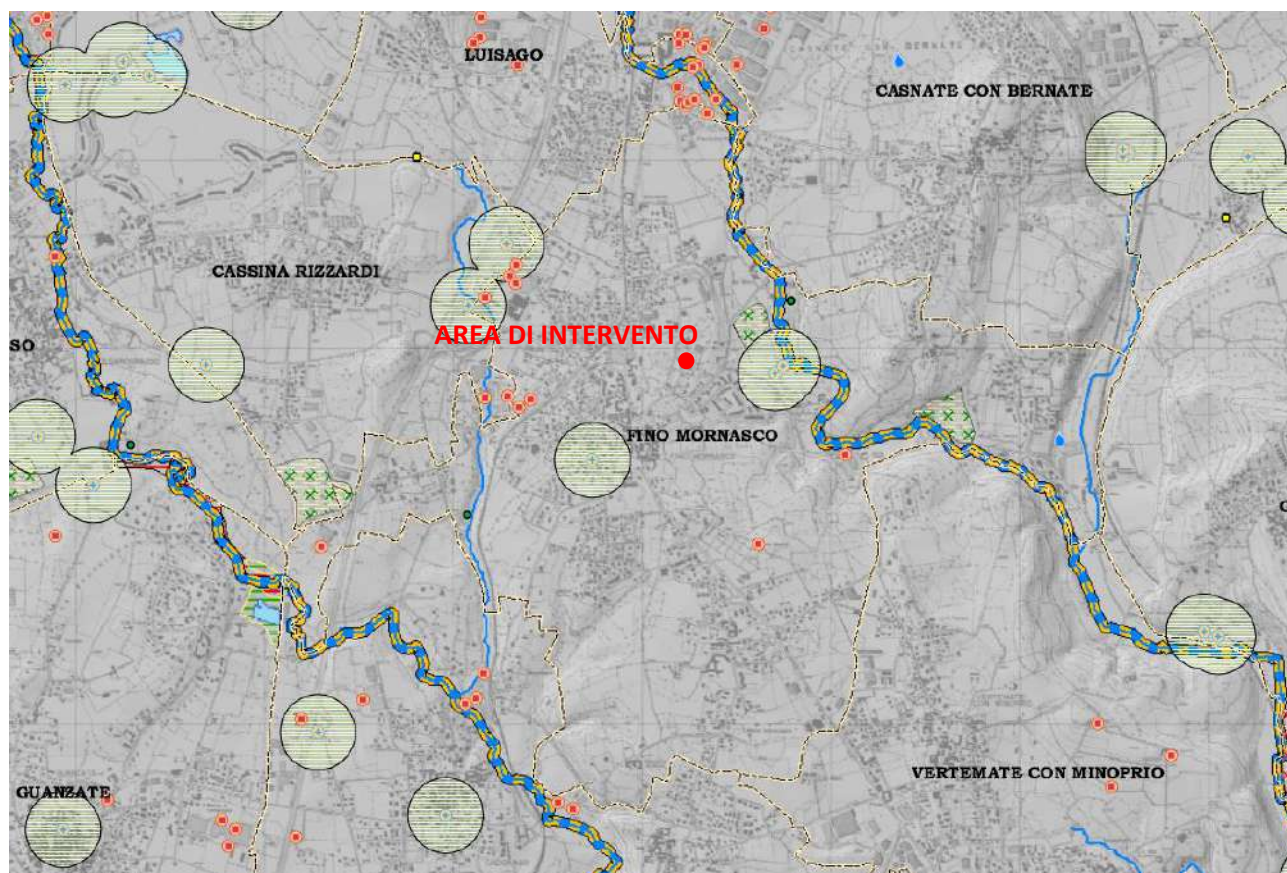 LUISAGO
CASNATE CON BERNATE
CASSINA RIZZARDI
AREA DI INTERVENTO
SO
FINO MORNASCO
VERTEMATE CON MINOPRIO
GUANZATE